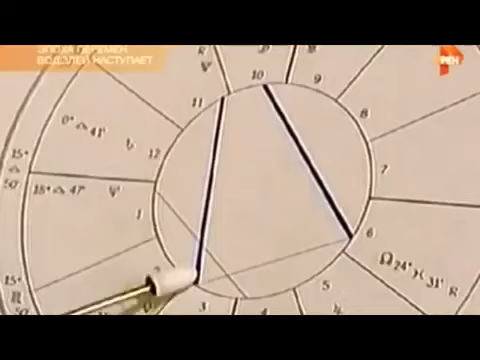 ЭПОХА ПЕРЕМЕН
ВОДОЛЕЙ НАСТУПАЕТ
РЕН
10
9
11
8
0° ♎ 41' ♄
12
7
15°
♎
50'
18° ♎ 47' Ψ
1
6
☊ 24° ♓ 31' R
5
15°
♏
50'
3
4